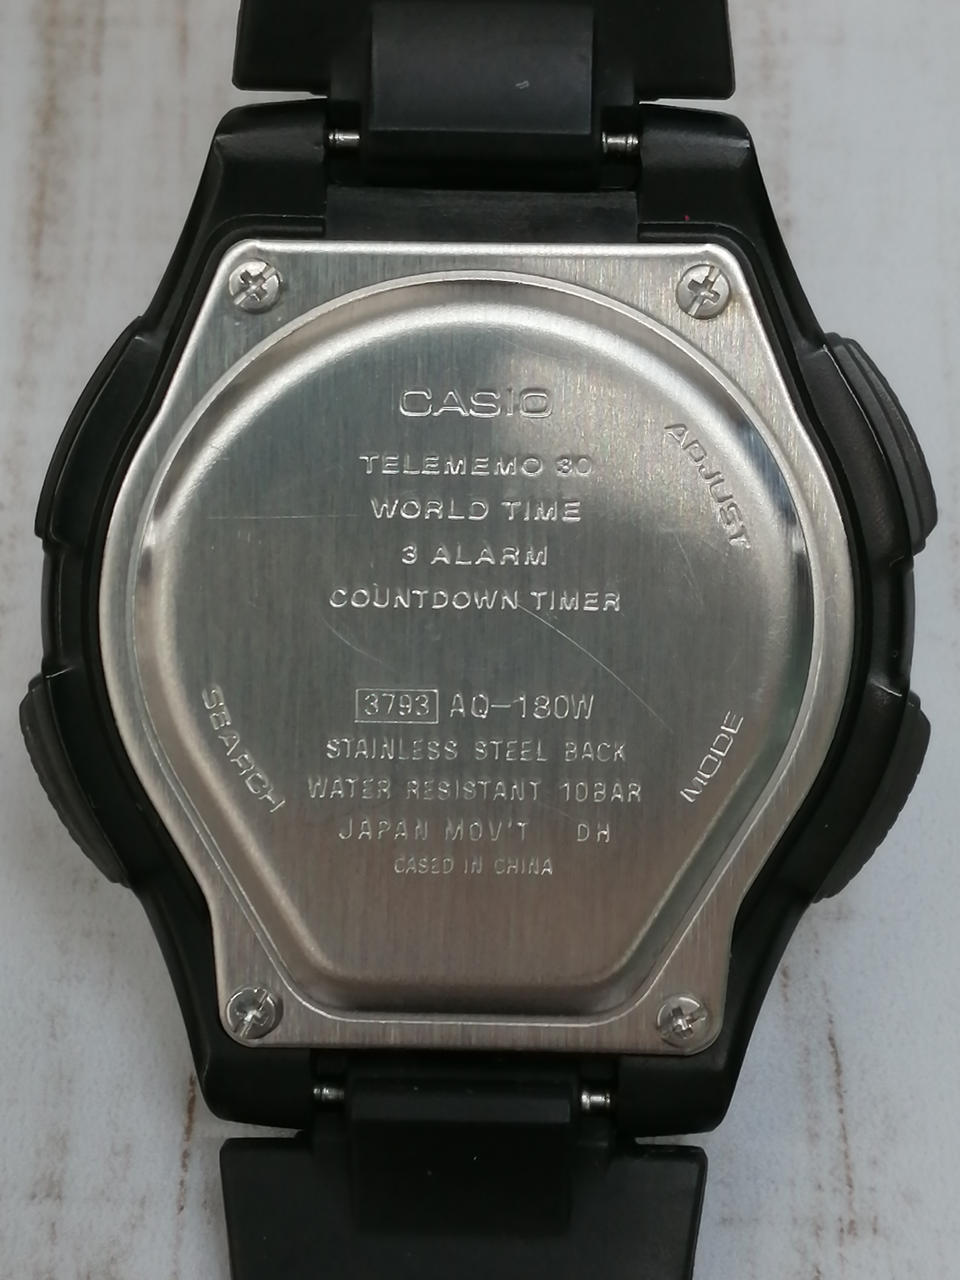 CASIO
TELEMEMO 30
WORLD TIME
3 ALARM
COUNTDOWN TIMER
ADJUST
SEARCH
MODE
3793 AQ-180W
STAINLESS STEEL BACK
WATER RESISTANT 10BAR
JAPAN MOV'T DH
CASED IN CHINA